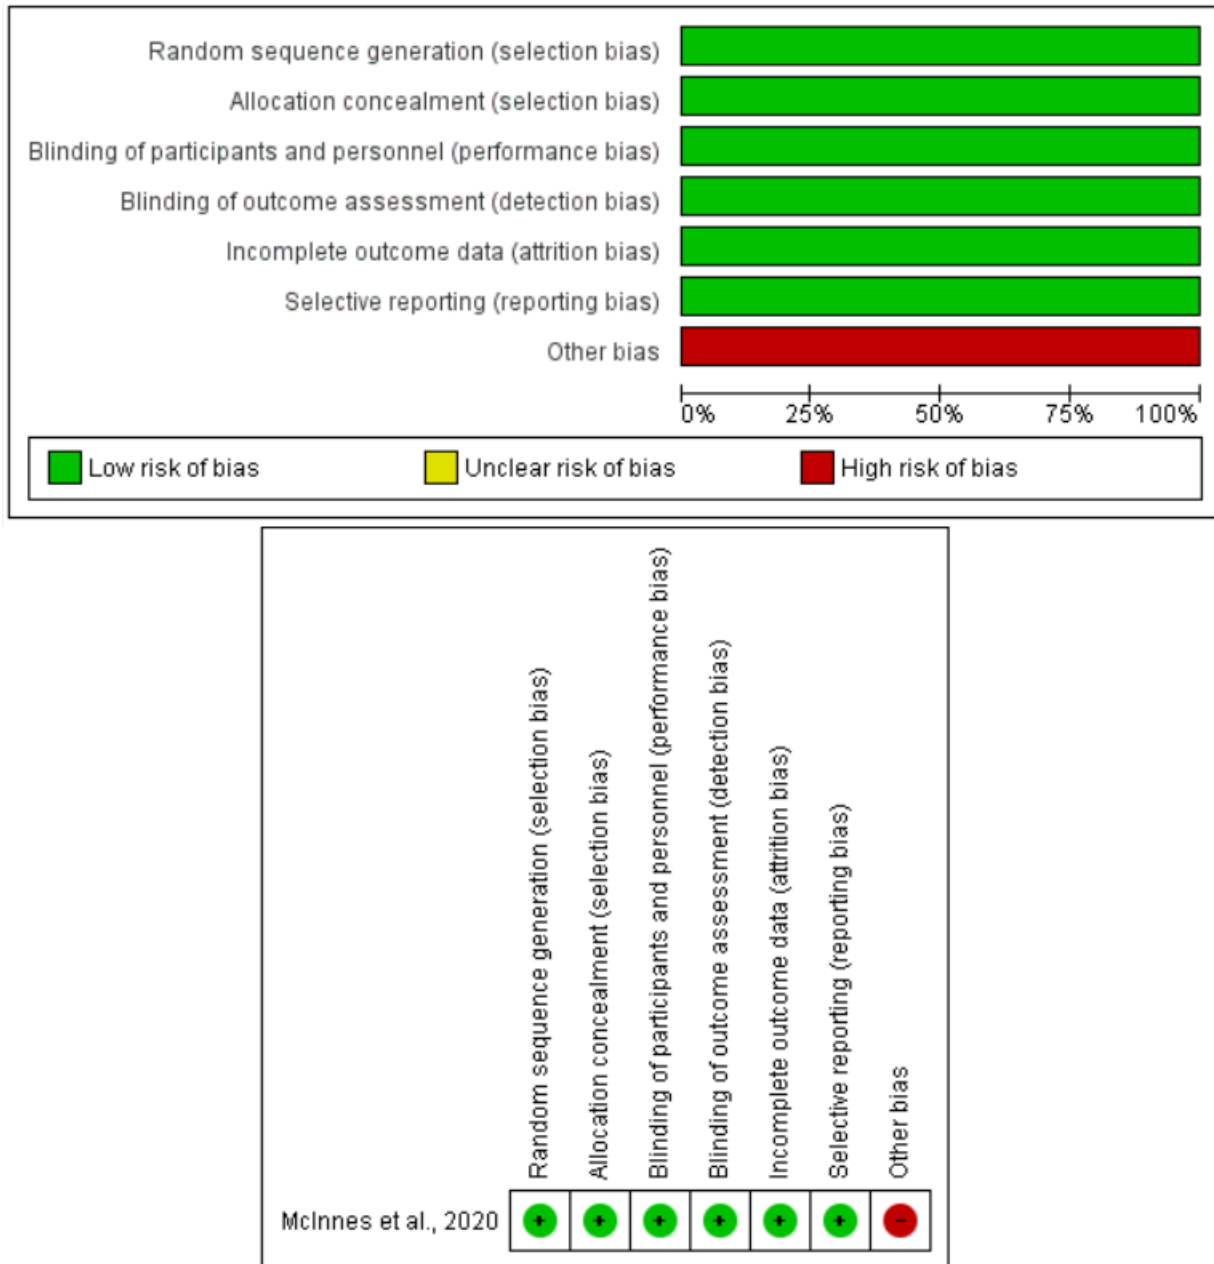 Random sequence generation (selection bias)
Allocation concealment (selection bias)
Blinding of participants and personnel (performance bias)
Blinding of outcome assessment (detection bias)
Incomplete outcome data (attrition bias)
Selective reporting (reporting bias)
Other bias
0% 25% 50% 75% 100%
Low risk of bias Unclear risk of bias High risk of bias
Random sequence generation (selection bias)
Allocation concealment (selection bias)
Blinding of participants and personnel (performance bias)
Blinding of outcome assessment (detection bias)
Incomplete outcome data (attrition bias)
Selective reporting (reporting bias)
Other bias
McInnes et al., 2020 + + + + + + -